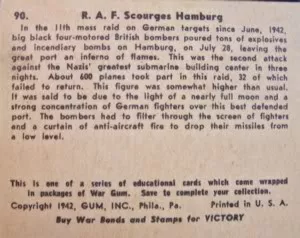 90. R. A. F. Scourges Hamburg
In the 11th mass raid on German targets since June, 1942,
big black four-motored British bombers poured tons of explosives
and incendiary bombs on Hamburg, on July 28, leaving the
great part an inferno of flames. This was the second attack
against the Nazis' greatest submarine building center in three
nights. About 600 planes took part in this raid, 32 of which
failed to return. This figure was somewhat higher than usual.
It was said to be due to the light of a nearly full moon and a
strong concentration of German fighters over this best defended
part. The bombers had to filter through the screen of fighters
and a curtain of anti-aircraft fire to drop their missiles from
a low level.
This is one of a series of educational cards which come wrapped
in packages of War Gum. Save to complete your collection.
Copyright 1942, GUM, INC., Phila., Pa. Printed in U. S. A.
Buy War Bonds and Stamps for VICTORY